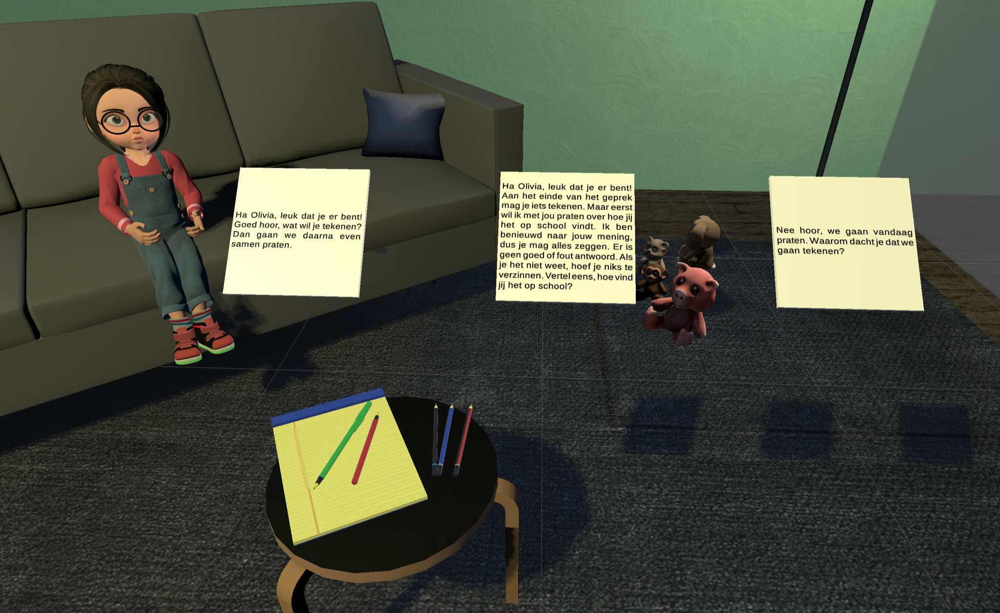 Ha Olivia, leuk dat je er bent!
Goed hoor, wat wil je tekenen?
Dan gaan we daarna even
samen praten.
Ha Olivia, leuk dat je er bent!
Aan het einde van het geprek
mag je iets tekenen. Maar eerst
wil ik met jou praten over hoe jij
het op school vindt. Ik ben
benieuwd naar jouw mening,
dus je mag alles zeggen. Er is
geen goed of fout antwoord. Als
je het niet weet, hoef je niks te
verzinnen. Vertel eens, hoe vind
jij het op school?
Nee hoor, we gaan vandaag
praten. Waarom dacht je dat we
gaan tekenen?